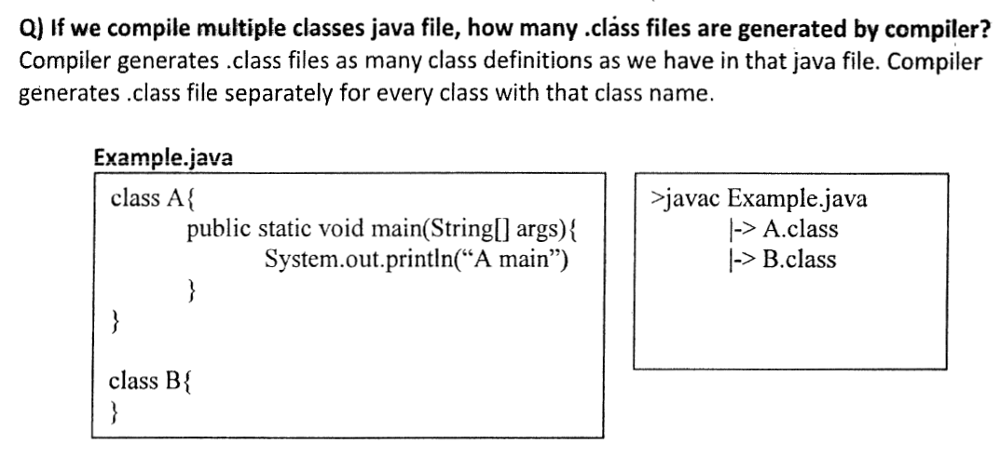 Q) If we compile multiple classes java file, how many .class files are generated by compiler?
Compiler generates .class files as many class definitions as we have in that java file. Compiler
generates .class file separately for every class with that class name.
Example.java
class A{
public static void main(String[] args){
System.out.println(“A main”)
}
}
class B{
}
>javac Example.java
|-> A.class
|-> B.class